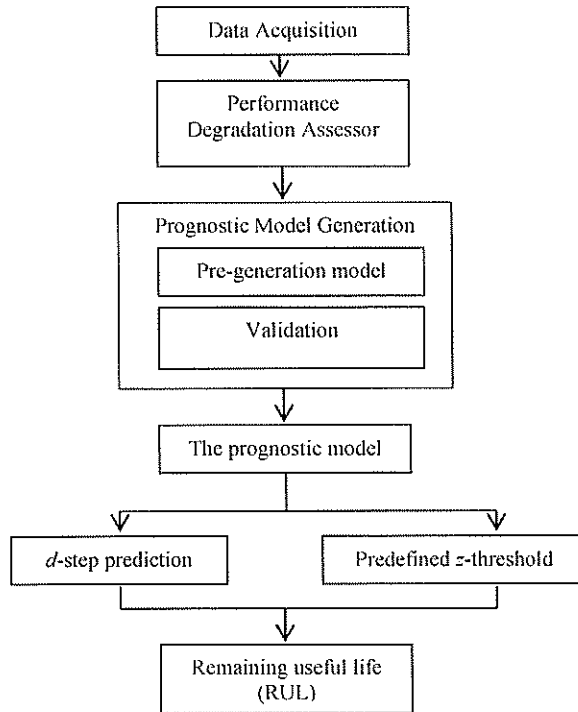 Data Acquisition
Performance
Degradation Assessor
Prognostic Model Generation
Pre-generation model
Validation
The prognostic model
d-step prediction
Predefined z-threshold
Remaining useful life
(RUL)